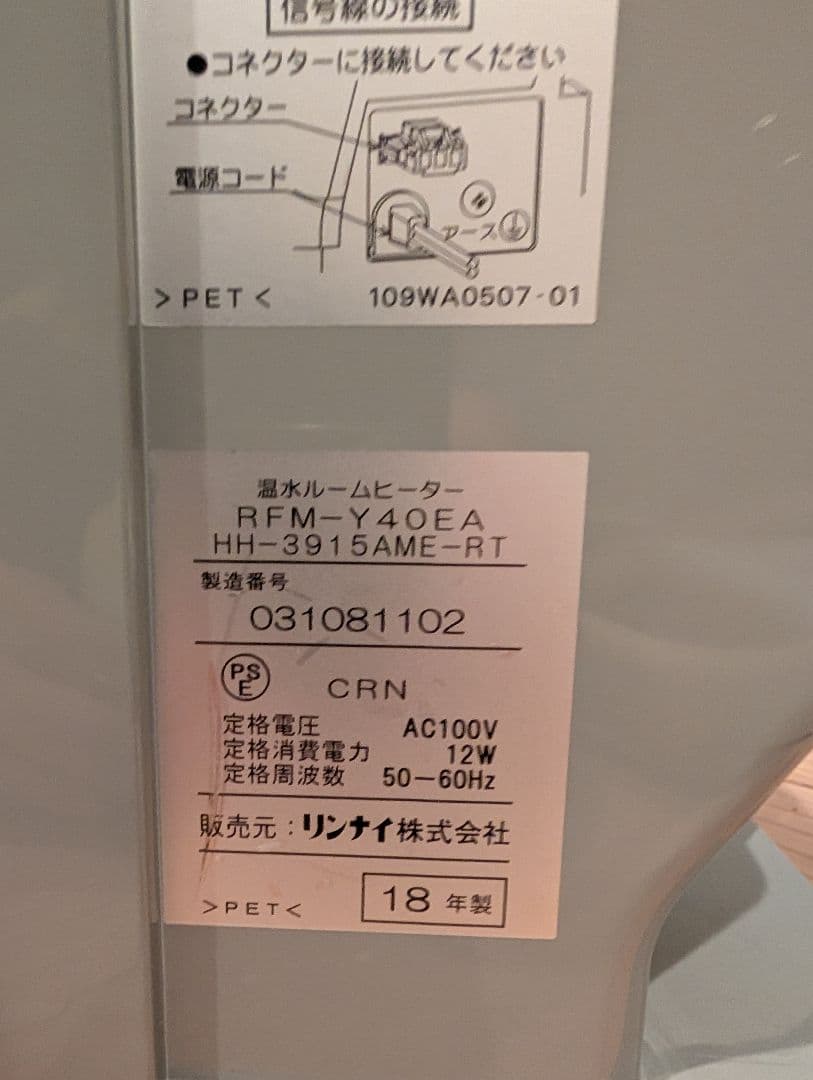 信号線の接続
●コネクターに接続してください
コネクター
電源コード
アース
>PET< 109WA0507-01
温水ルームヒーター
RFM-Y40EA
HH-3915AME-RT
製造番号
031081102
PSE CRN
定格電圧 AC100V
定格消費電力 12W
定格周波数 50-60Hz
販売元:リンナイ株式会社
>PET< 18 年製